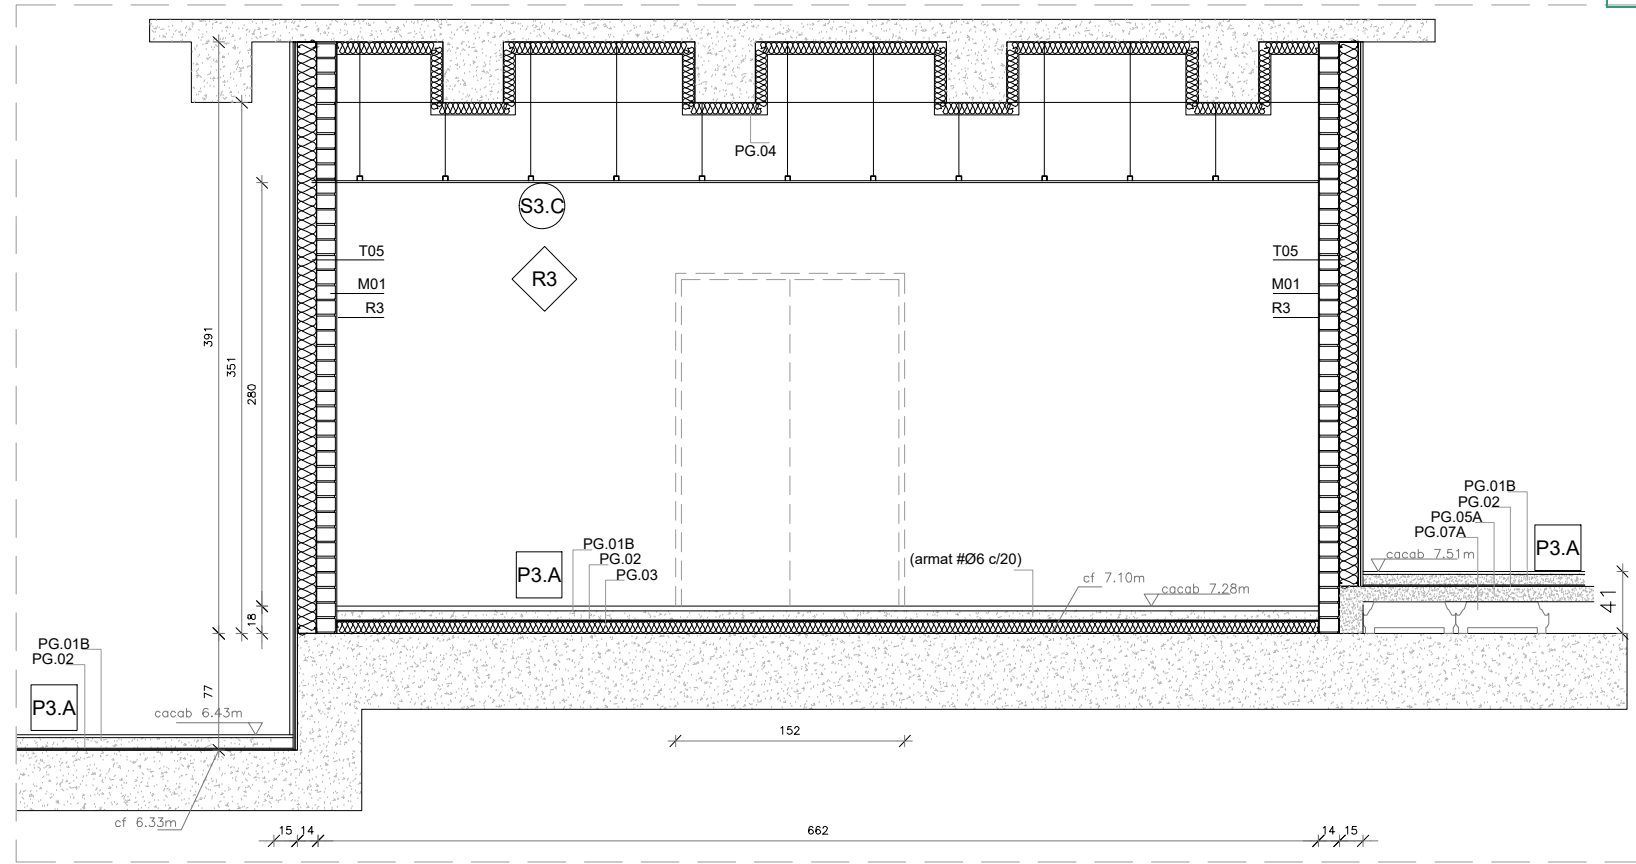 PG.04
S3.C
T05
M01
R3
R3
T05
M01
R3
391
351
280
18
77
PG.01B
PG.02
PG.03
P3.A
(armat #Ø6 c/20)
cf 7.10m
cacab 7.28m
PG.01B
PG.02
PG.05A
PG.07A
P3.A
cacab 7.51m
41
PG.01B
PG.02
P3.A
cacab 6.43m
cf 6.33m
152
15 14 662 14 15